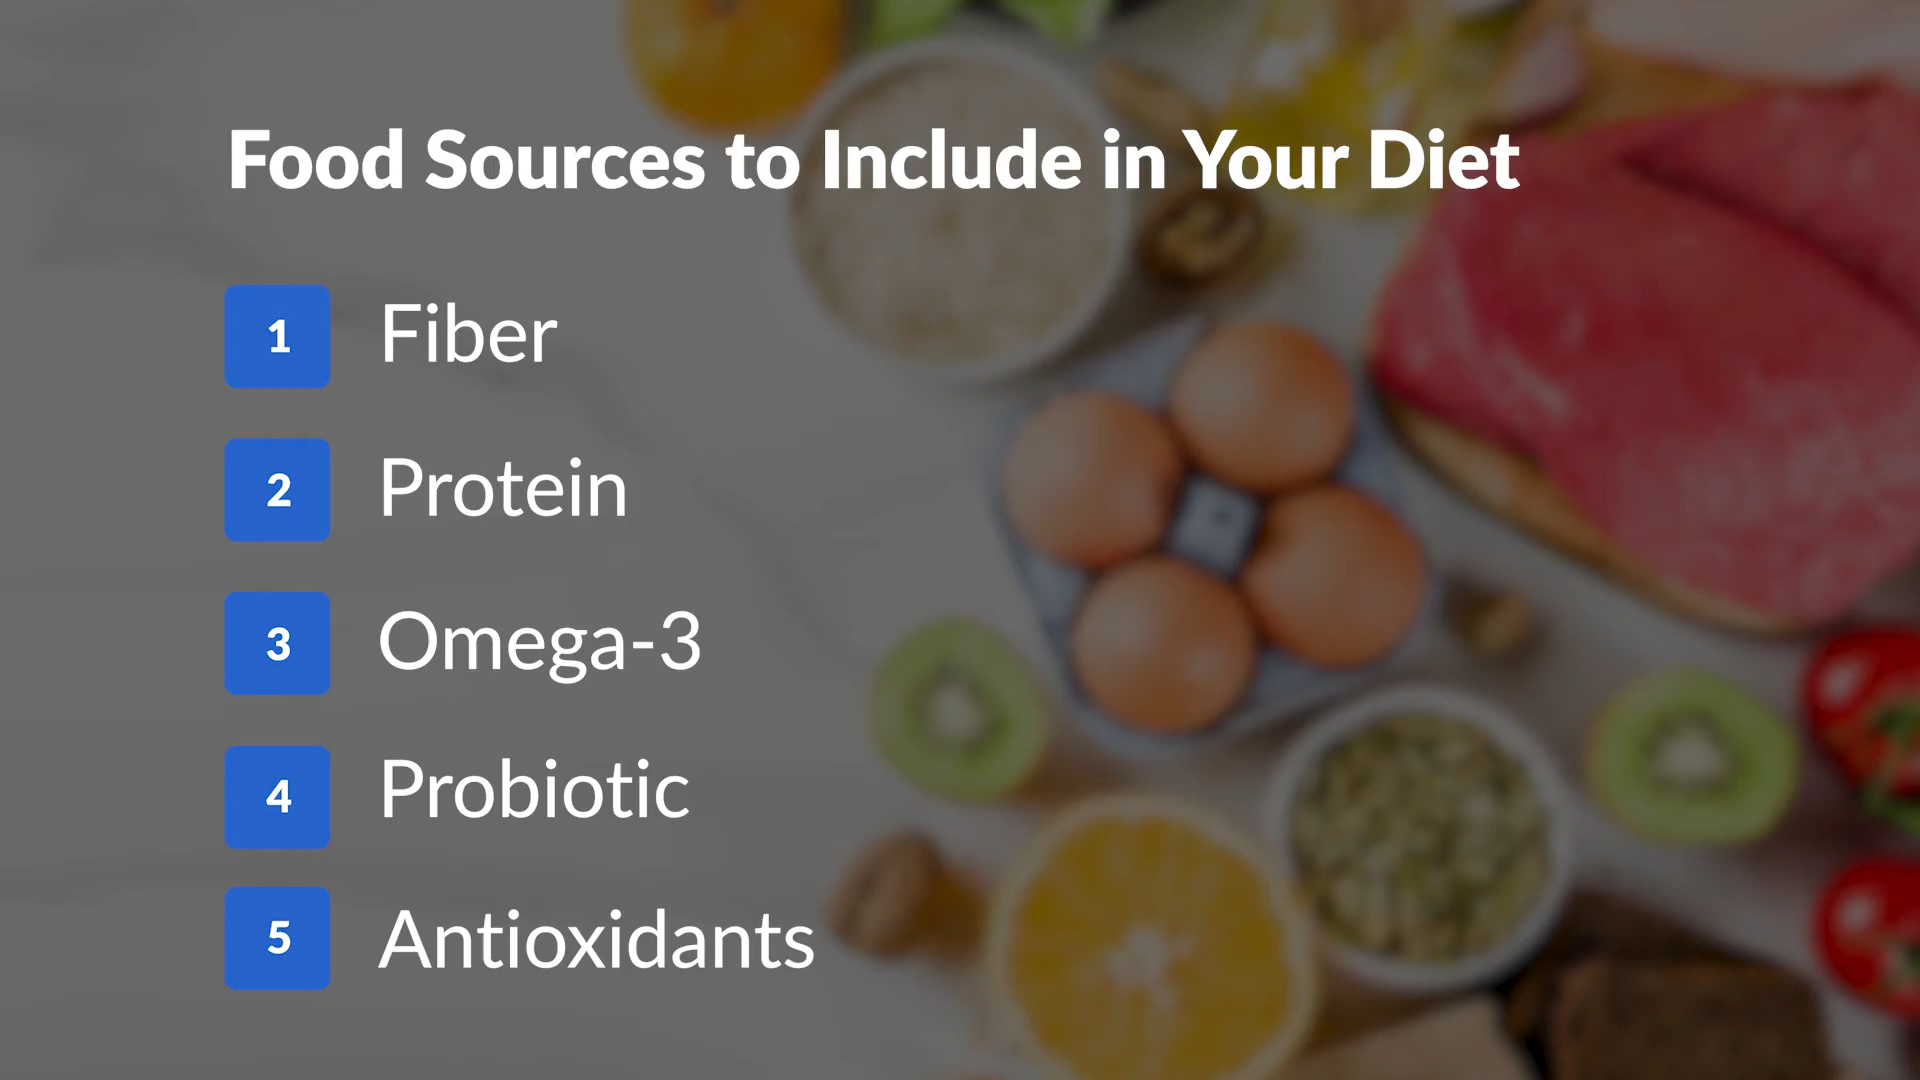 Food Sources to Include in Your Diet
1 Fiber
2 Protein
3 Omega-3
4 Probiotic
5 Antioxidants